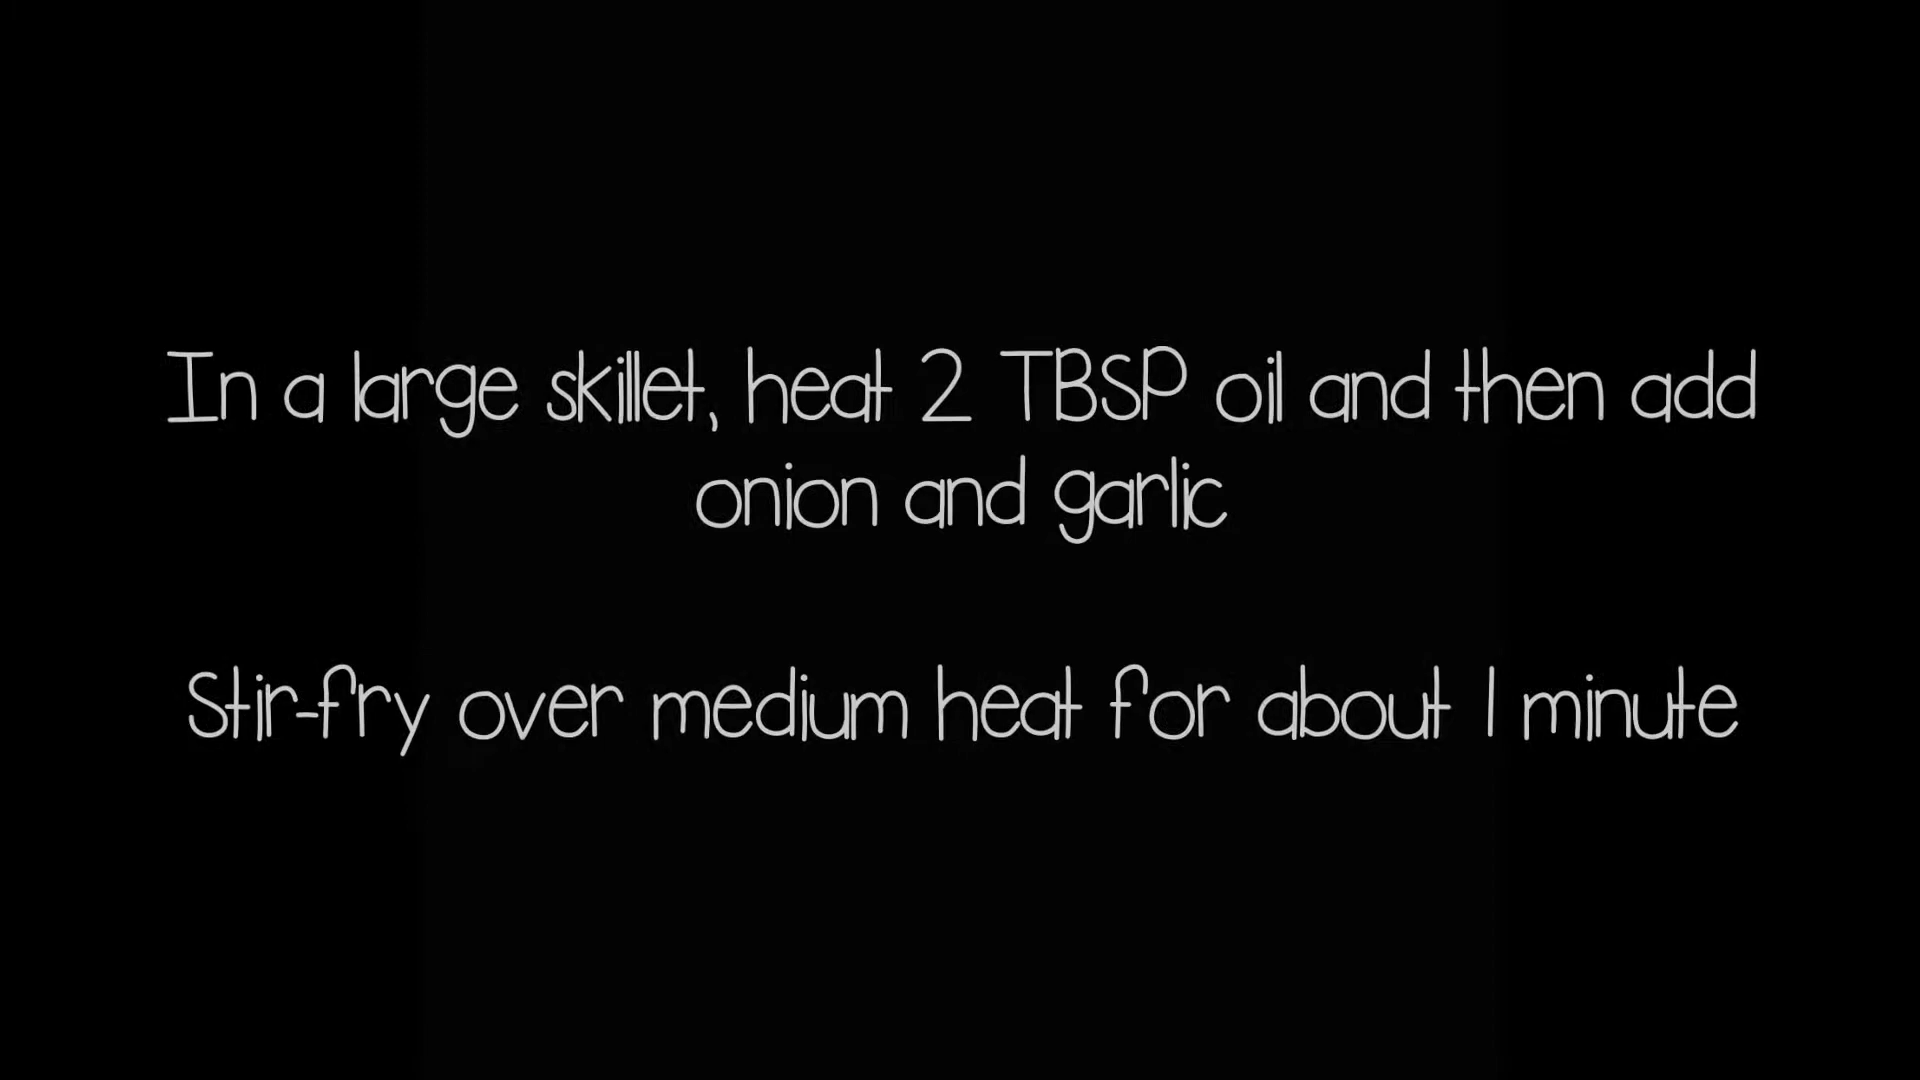 In a large skillet, heat 2 TBSP oil and then add
onion and garlic
Stir-fry over medium heat for about 1 minute